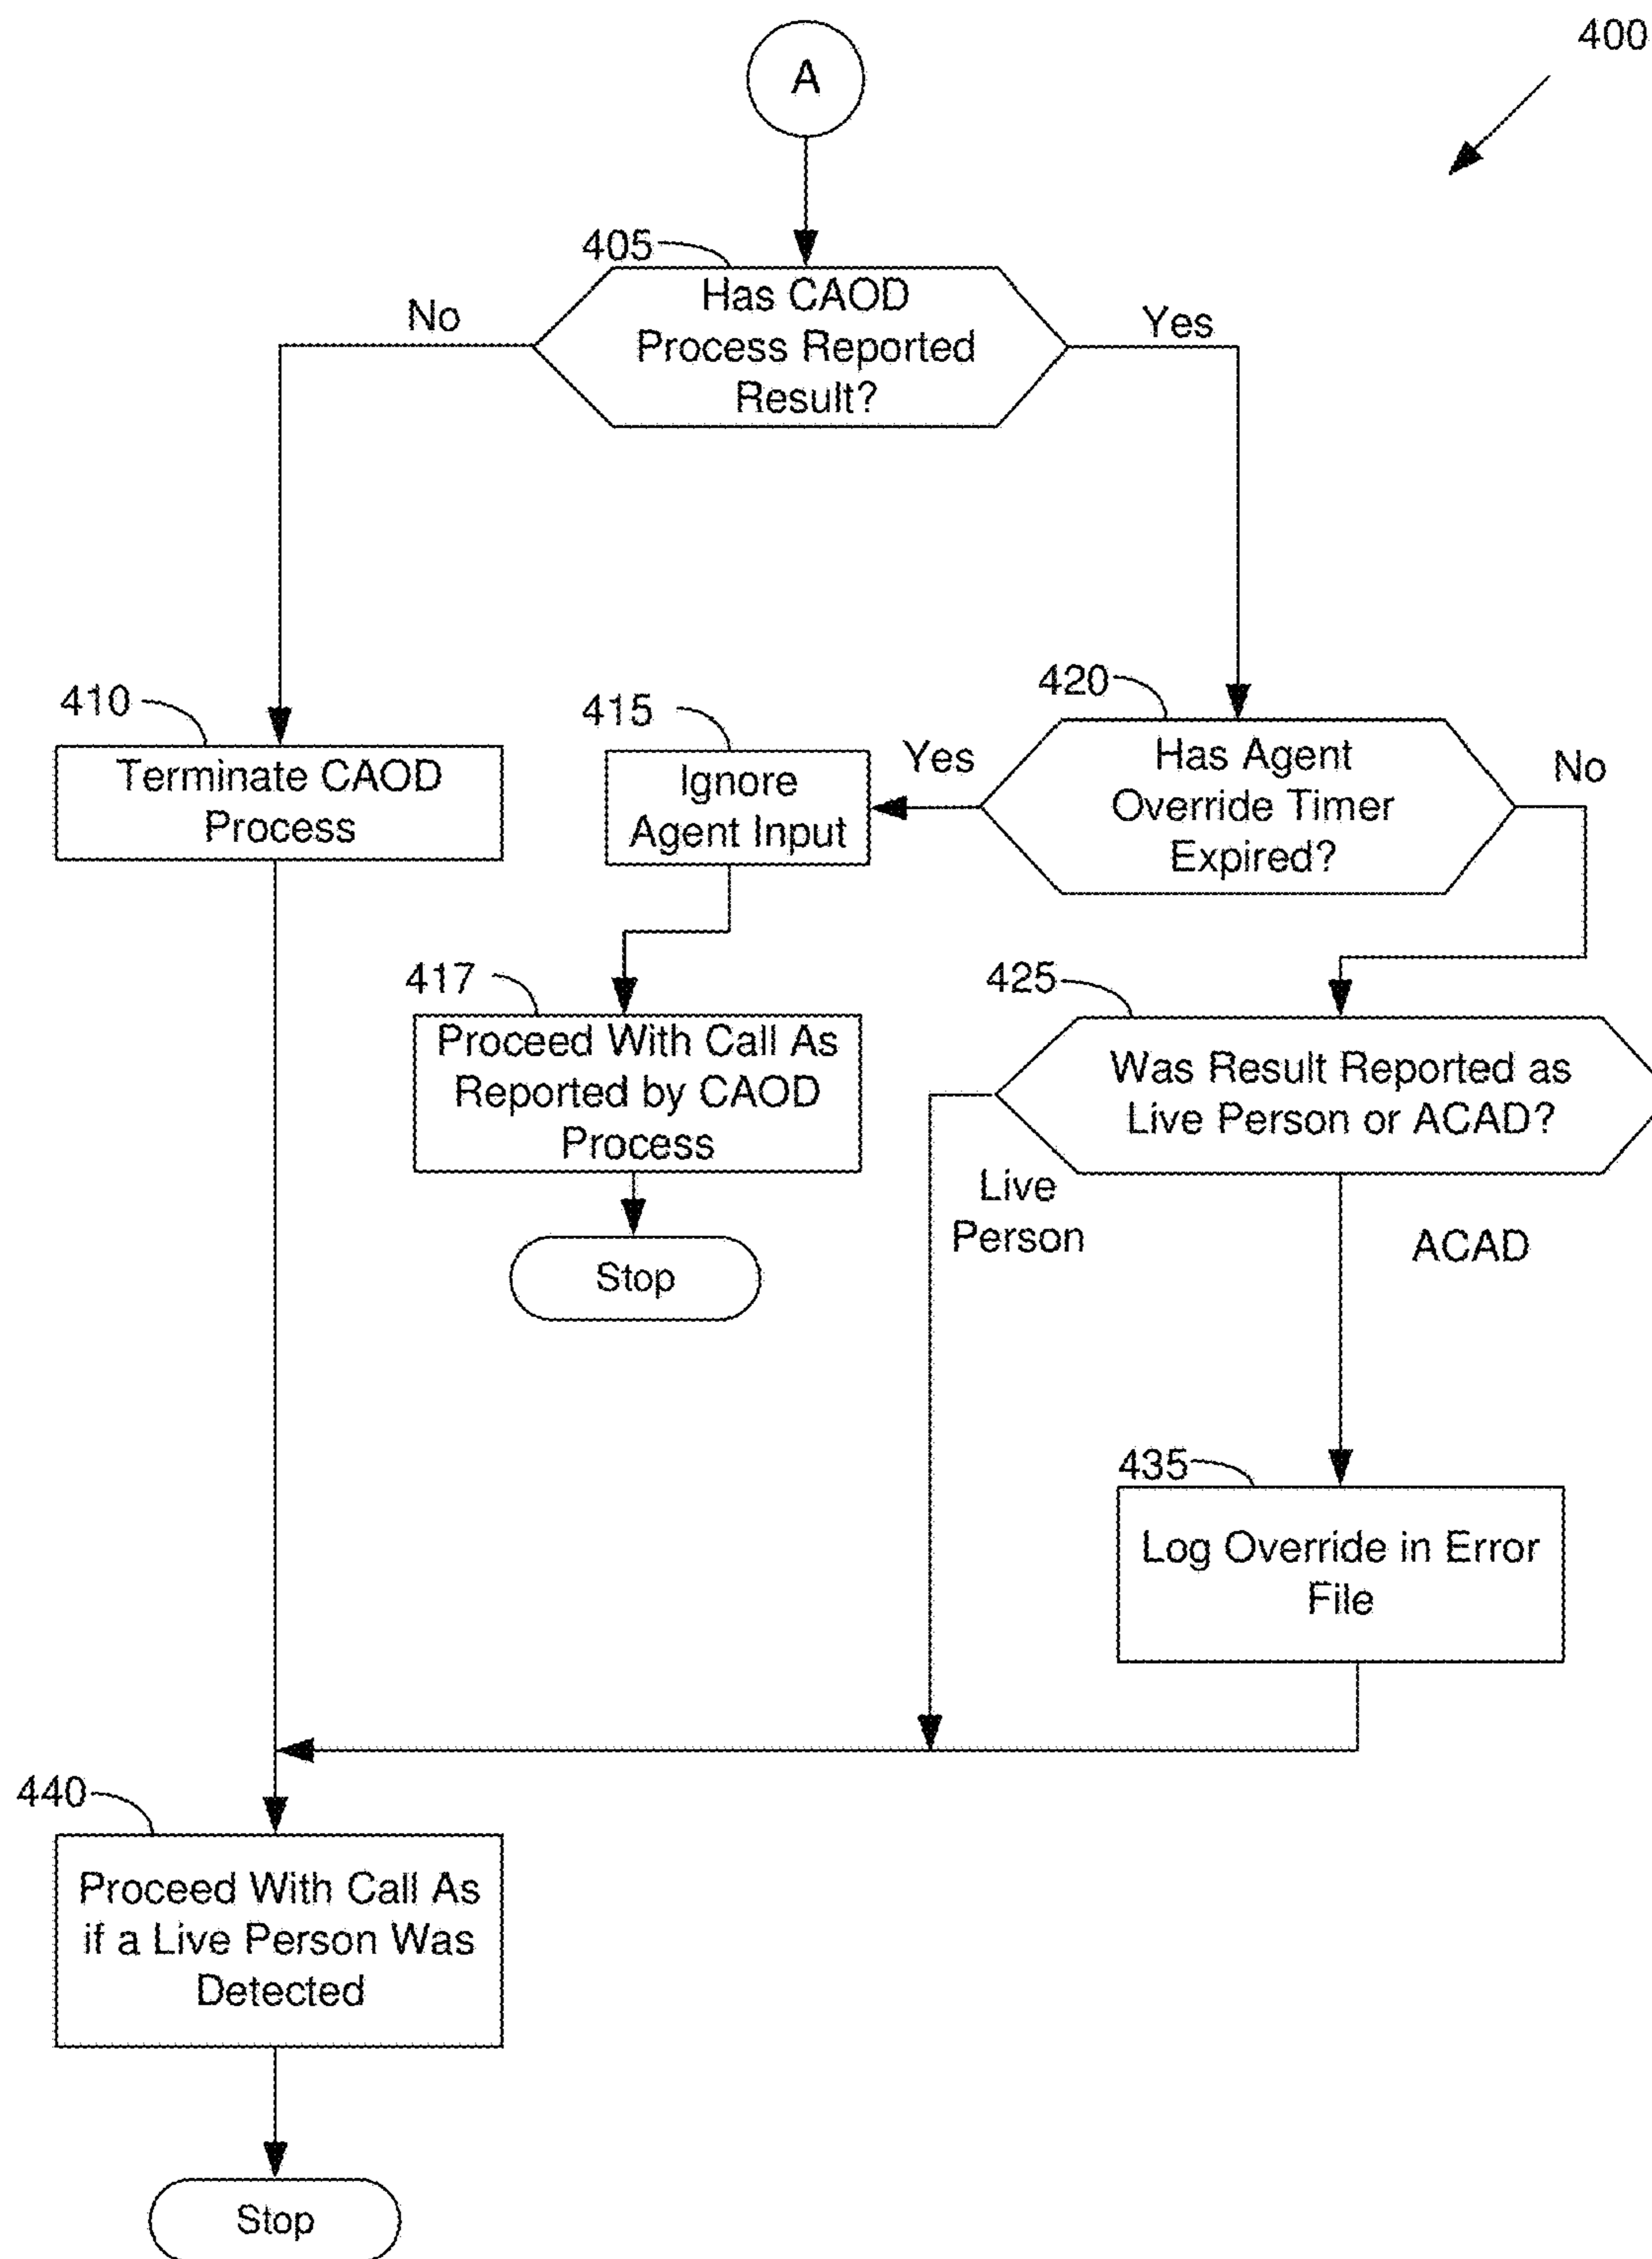 400
A
405
Has CAOD
Process Reported
Result?
No
Yes
410
Terminate CAOD
Process
415
Ignore
Agent Input
Yes
420
Has Agent
Override Timer
Expired?
No
417
Proceed With Call As
Reported by CAOD
Process
Stop
425
Was Result Reported as
Live Person or ACAD?
Live
Person
ACAD
435
Log Override in Error
File
440
Proceed With Call As
if a Live Person Was
Detected
Stop